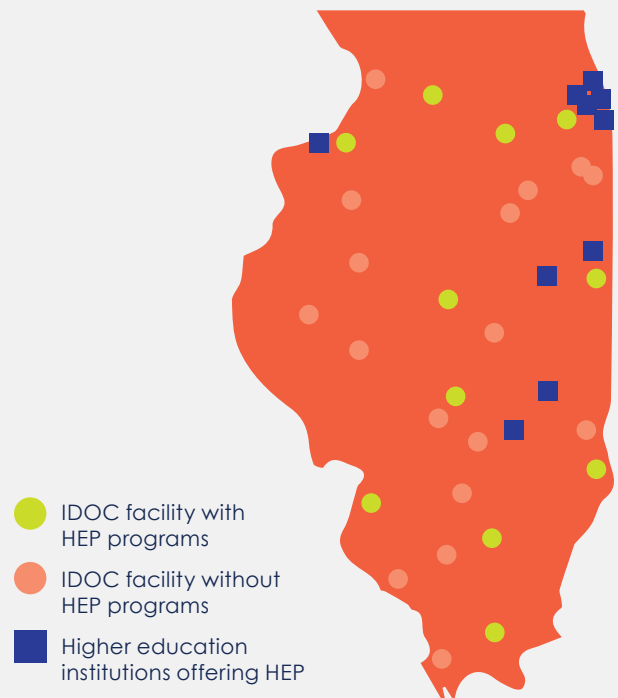 IDOC facility with
HEP programs
IDOC facility without
HEP programs
Higher education
institutions offering HEP